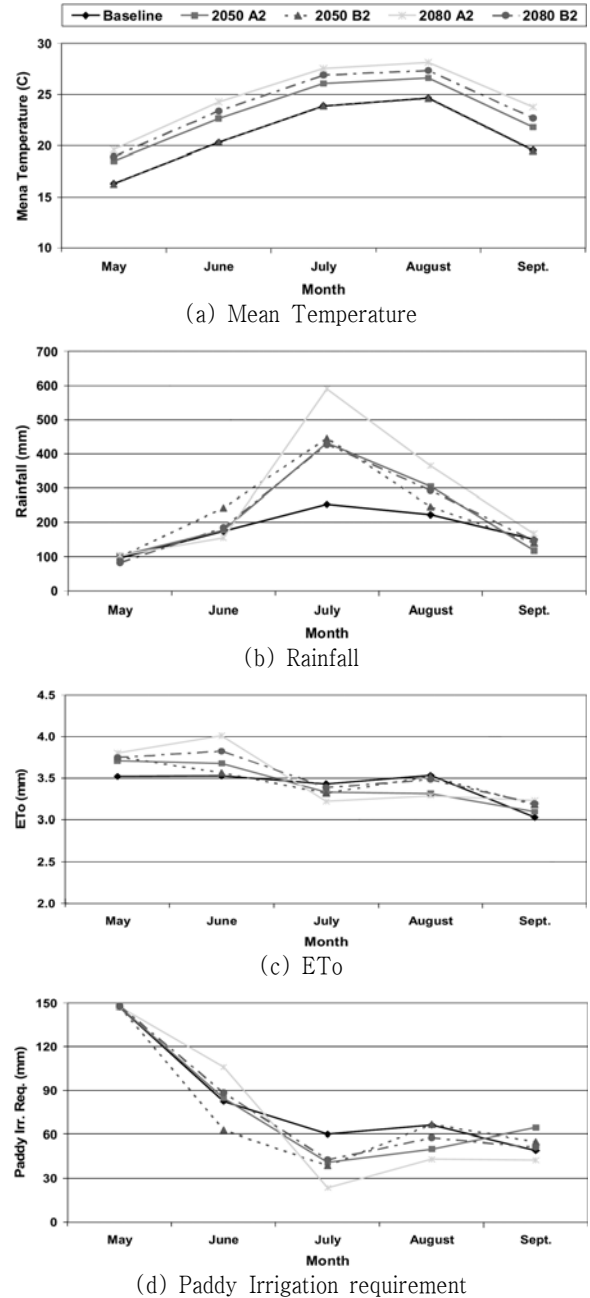 Baseline 2050 A2 2050 B2 2080 A2 2080 B2
30
25
20
15
10
Mena Temperature (C)
May June July August Sept.
Month
(a) Mean Temperature
700
600
500
400
300
200
100
0
Rainfall (mm)
May June July August Sept.
Month
(b) Rainfall
4.5
4.0
3.5
3.0
2.5
2.0
ETo (mm)
May June July August Sept.
Month
(c) ETo
150
120
90
60
30
0
Paddy Irr. Req. (mm)
May June July August Sept.
Month
(d) Paddy Irrigation requirement